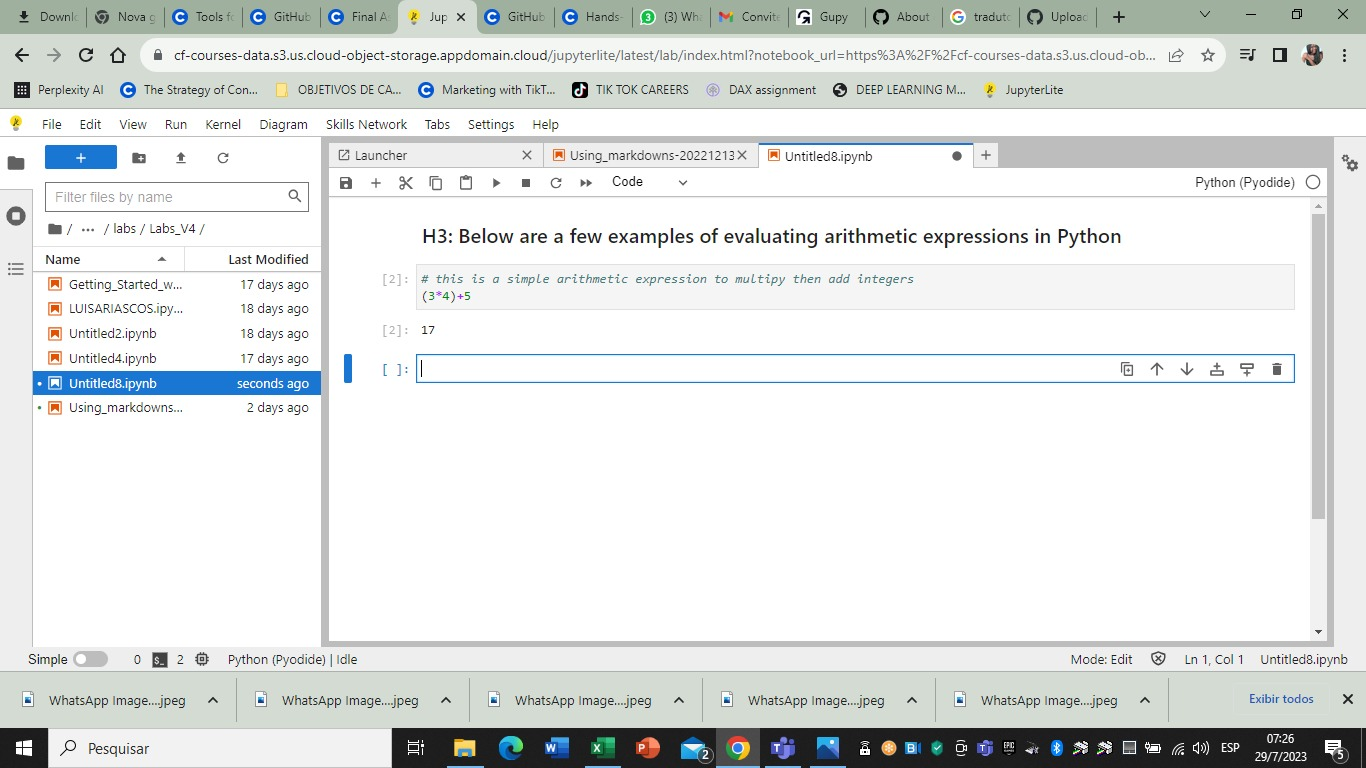 Downl
Nova g
Tools fo
GitHub
Final As
Jup
GitHub
Hands-
(3) Wha
Convite
Gupy
About
traduto
Upload
cf-courses-data.s3.us.cloud-object-storage.appdomain.cloud/jupyterlite/latest/lab/index.html?notebook_url=https%3A%2F%2Fcf-courses-data.s3.us.cloud-ob...
Perplexity AI
The Strategy of Con...
OBJETIVOS DE CA...
Marketing with TikT...
TIK TOK CAREERS
DAX assignment
DEEP LEARNING M...
JupyterLite
File Edit View Run Kernel Diagram Skills Network Tabs Settings Help
Filter files by name
/ ... / labs / Labs_V4 /
Name Last Modified
Getting_Started_w... 17 days ago
LUISARIASCOS.ipy... 18 days ago
Untitled2.ipynb 18 days ago
Untitled4.ipynb 17 days ago
Untitled8.ipynb seconds ago
Using_markdowns... 2 days ago
Launcher
Using_markdowns-20221213
Untitled8.ipynb
Code
Python (Pyodide)
H3: Below are a few examples of evaluating arithmetic expressions in Python
[2]: # this is a simple arithmetic expression to multipy then add integers
(3*4)+5
[2]: 17
[ ]:
Simple 0 $_ 2 Python (Pyodide) | Idle
Mode: Edit Ln 1, Col 1 Untitled8.ipynb
WhatsApp Image....jpeg
WhatsApp Image....jpeg
WhatsApp Image....jpeg
WhatsApp Image....jpeg
WhatsApp Image....jpeg
Exibir todos
Pesquisar
2
ESP
07:26
29/7/2023
5